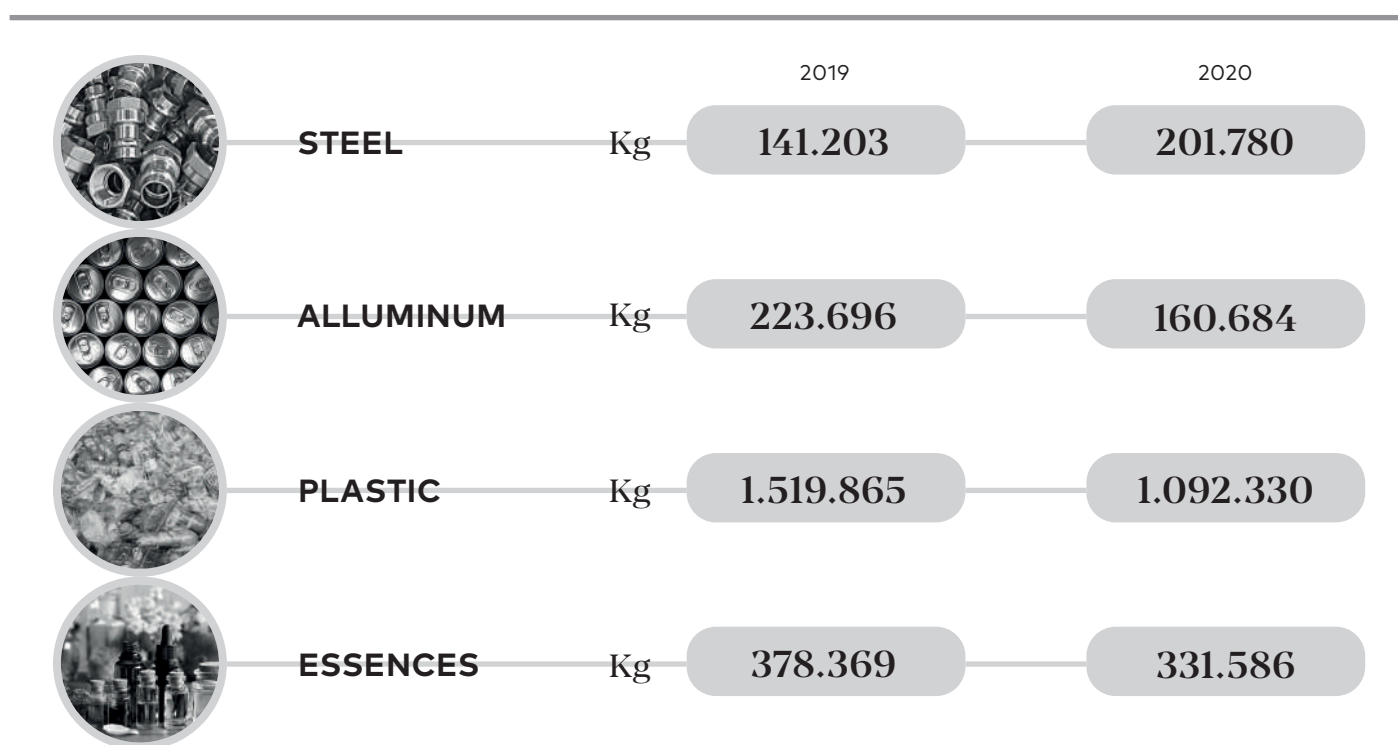 2019 2020
STEEL Kg 141.203 201.780
ALLUMINUM Kg 223.696 160.684
PLASTIC Kg 1.519.865 1.092.330
ESSENCES Kg 378.369 331.586